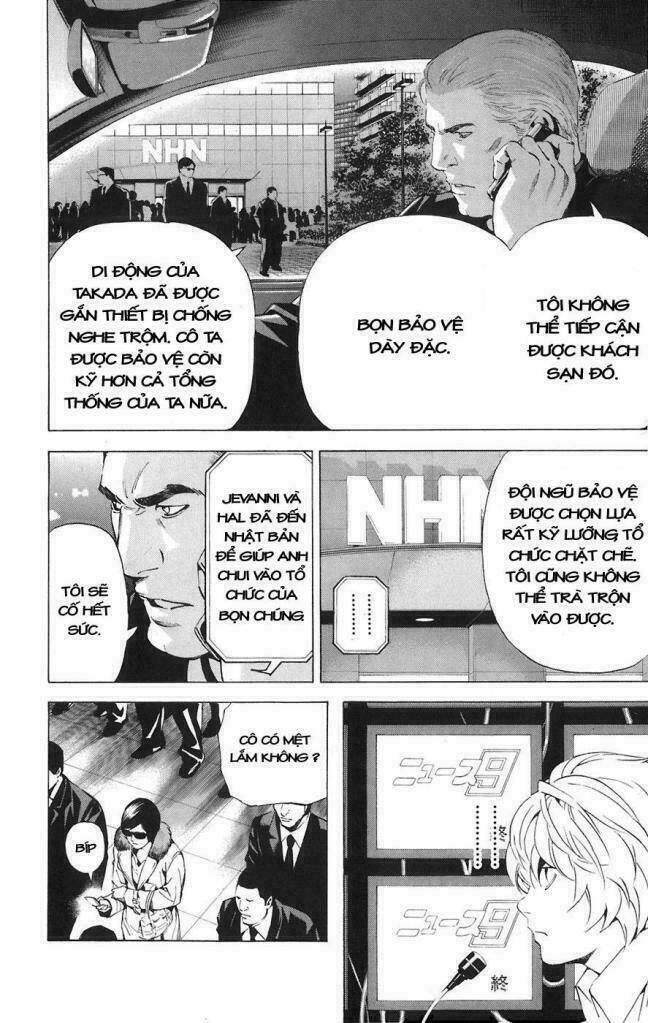 NHN
TÔI KHÔNG
THỂ TIẾP CẬN
ĐƯỢC KHÁCH
SẠN ĐÓ.
BỌN BẢO VỆ
DÀY ĐẶC.
DI ĐỘNG CỦA
TAKADA ĐÃ ĐƯỢC
GẮN THIẾT BỊ CHỐNG
NGHE TRỘM. CÔ TA
ĐƯỢC BẢO VỆ CÒN
KỸ HƠN CẢ TỔNG
THỐNG CỦA TA NỮA.
NHN
ĐỘI NGŨ BẢO VỆ
ĐƯỢC CHỌN LỰA
RẤT KỸ LƯỠNG, TỔ
CHỨC CHẶT CHẼ.
TÔI CŨNG KHÔNG
THỂ TRÀ TRỘN
VÀO ĐƯỢC.
JEVANNI VÀ
HAL ĐÃ ĐẾN
NHẬT BẢN
ĐỂ GIÚP ANH
CHUI VÀO TỔ
CHỨC CỦA
BỌN CHÚNG.
TÔI SẼ
CỐ HẾT
SỨC.
ニュース9
終
ニュース9
終
CÔ CÓ MỆT
LẮM KHÔNG ?
BÍP